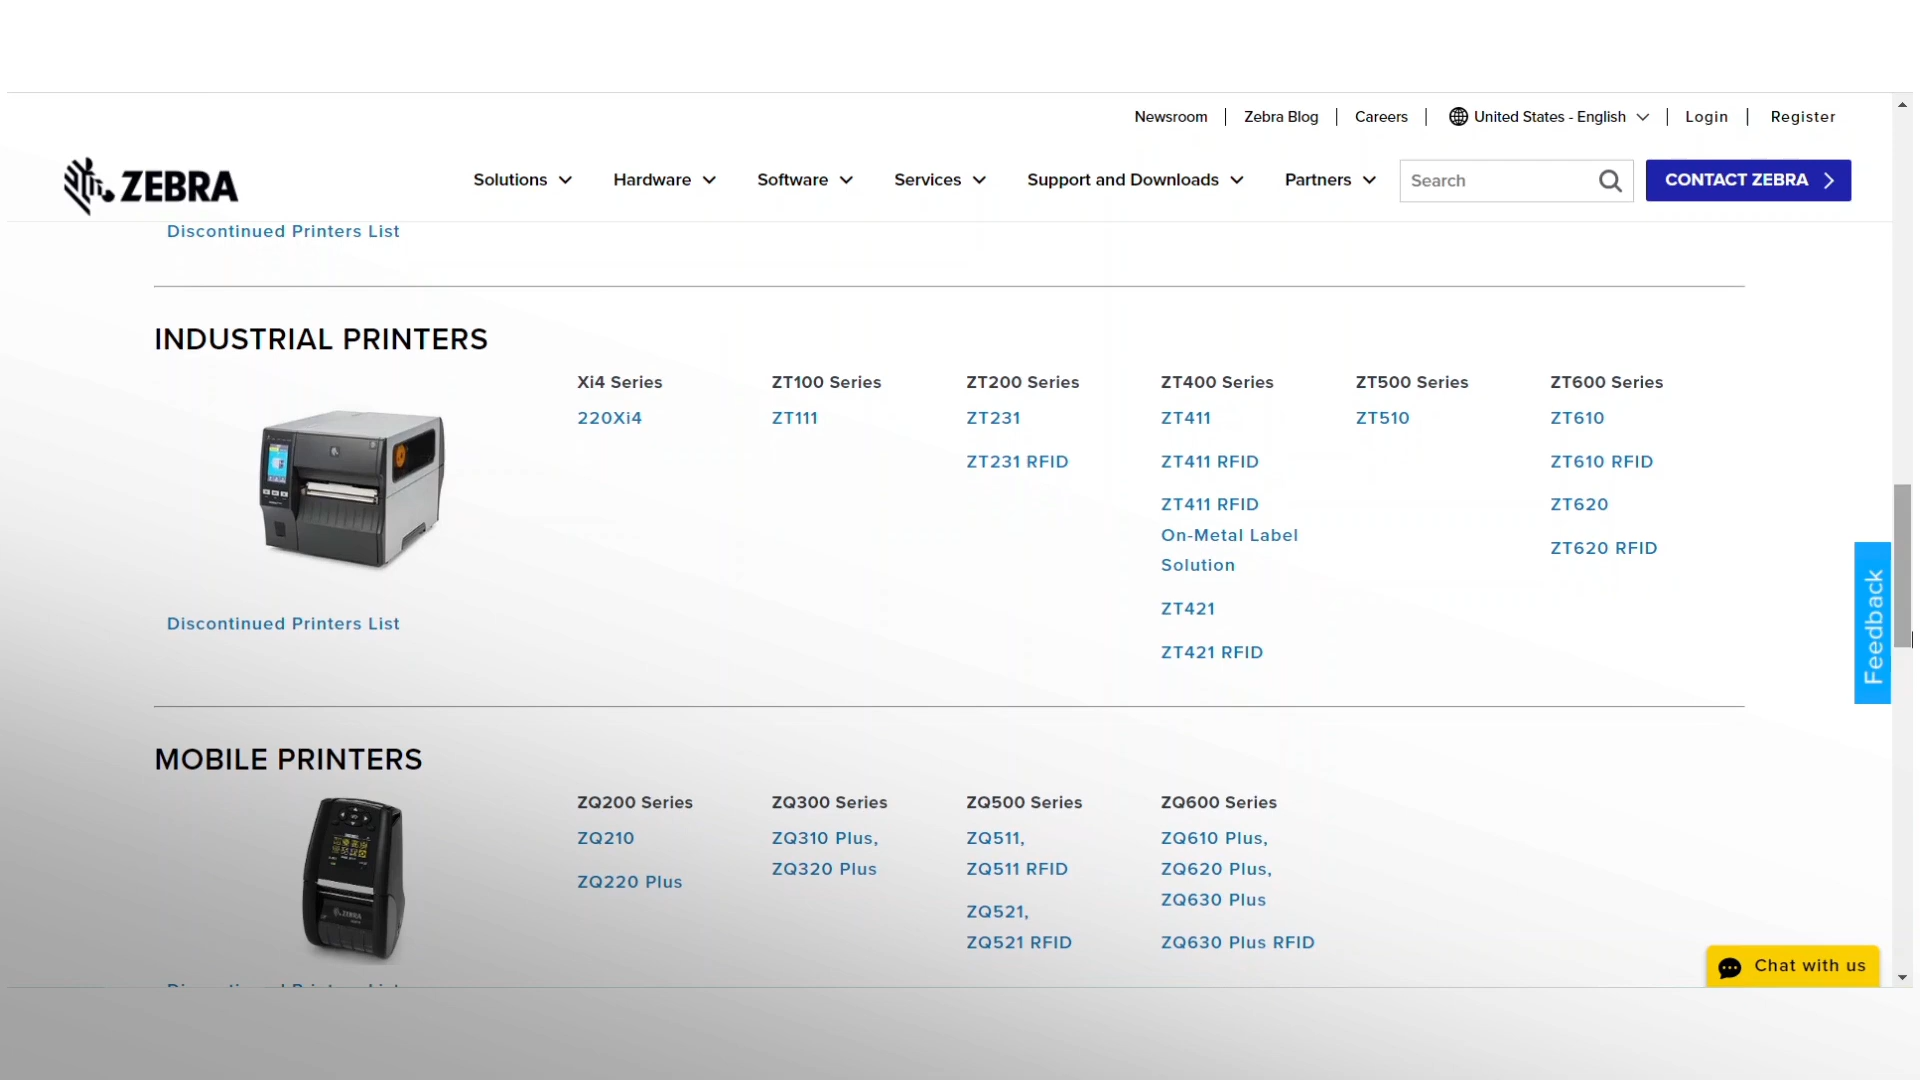 Newsroom | Zebra Blog | Careers | United States - English | Login | Register
ZEBRA
Solutions Hardware Software Services Support and Downloads Partners Search CONTACT ZEBRA
Discontinued Printers List
INDUSTRIAL PRINTERS
Xi4 Series
220Xi4
ZT100 Series
ZT111
ZT200 Series
ZT231
ZT231 RFID
ZT400 Series
ZT411
ZT411 RFID
ZT411 RFID
On-Metal Label
Solution
ZT421
ZT421 RFID
ZT500 Series
ZT510
ZT600 Series
ZT610
ZT610 RFID
ZT620
ZT620 RFID
Discontinued Printers List
Feedback
MOBILE PRINTERS
ZEBRA
ZQ200 Series
ZQ210
ZQ220 Plus
ZQ300 Series
ZQ310 Plus,
ZQ320 Plus
ZQ500 Series
ZQ511,
ZQ511 RFID
ZQ521,
ZQ521 RFID
ZQ600 Series
ZQ610 Plus,
ZQ620 Plus,
ZQ630 Plus
ZQ630 Plus RFID
Chat with us